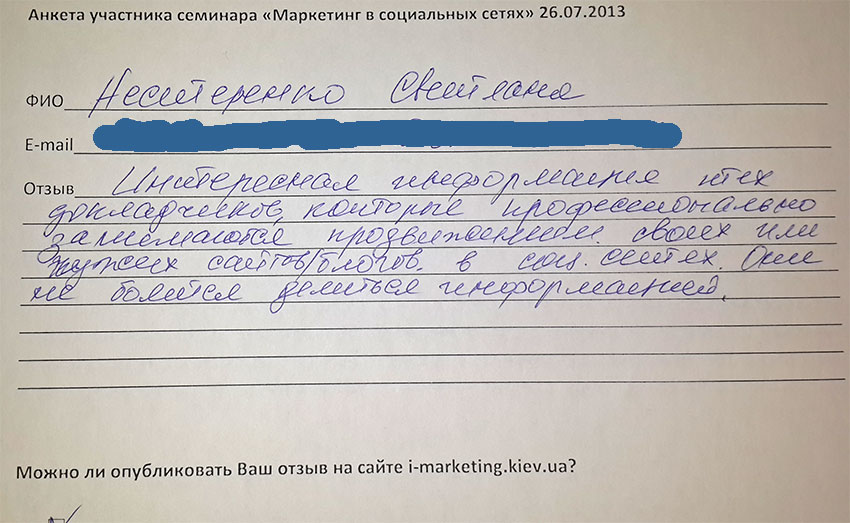 Анкета участника семинара «Маркетинг в социальных сетях» 26.07.2013
ФИО Нестеренко Светлана
E-mail
Отзыв Интересная информация тех
докладчиков, которые профессионально
занимаются продвижением своих или
чужих сайтов/блогов в соц. сетях. Они
не боятся делиться информацией.
Можно ли опубликовать Ваш отзыв на сайте i-marketing.kiev.ua?